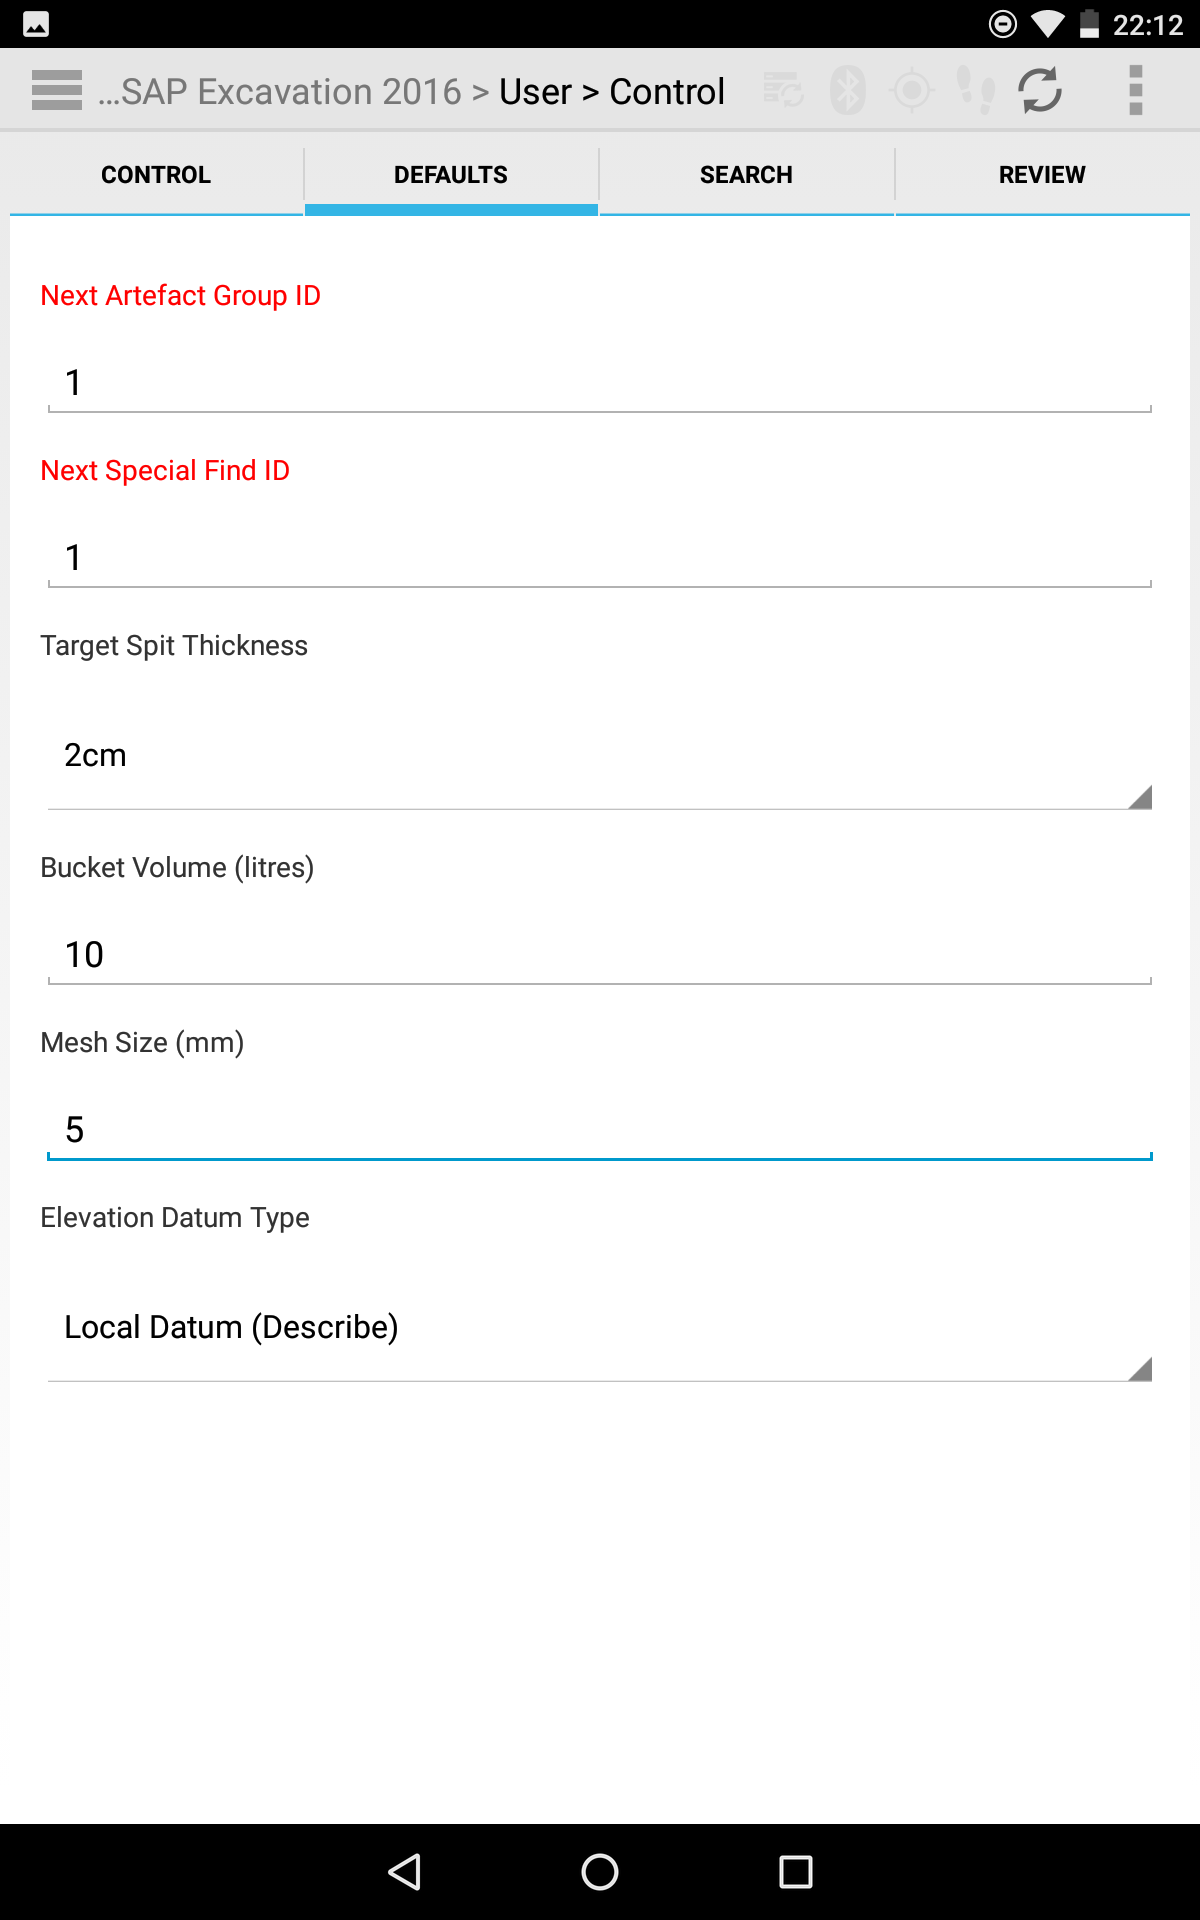 22:12
...SAP Excavation 2016 > User > Control
CONTROL
DEFAULTS
SEARCH
REVIEW
Next Artefact Group ID
1
Next Special Find ID
1
Target Spit Thickness
2cm
Bucket Volume (litres)
10
Mesh Size (mm)
5
Elevation Datum Type
Local Datum (Describe)